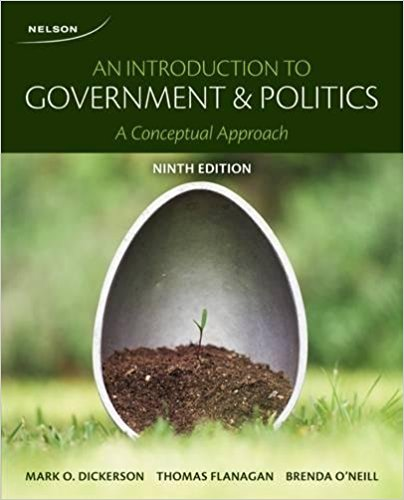 NELSON
AN INTRODUCTION TO
GOVERNMENT & POLITICS
A Conceptual Approach
NINTH EDITION
MARK O. DICKERSON THOMAS FLANAGAN BRENDA O'NEILL